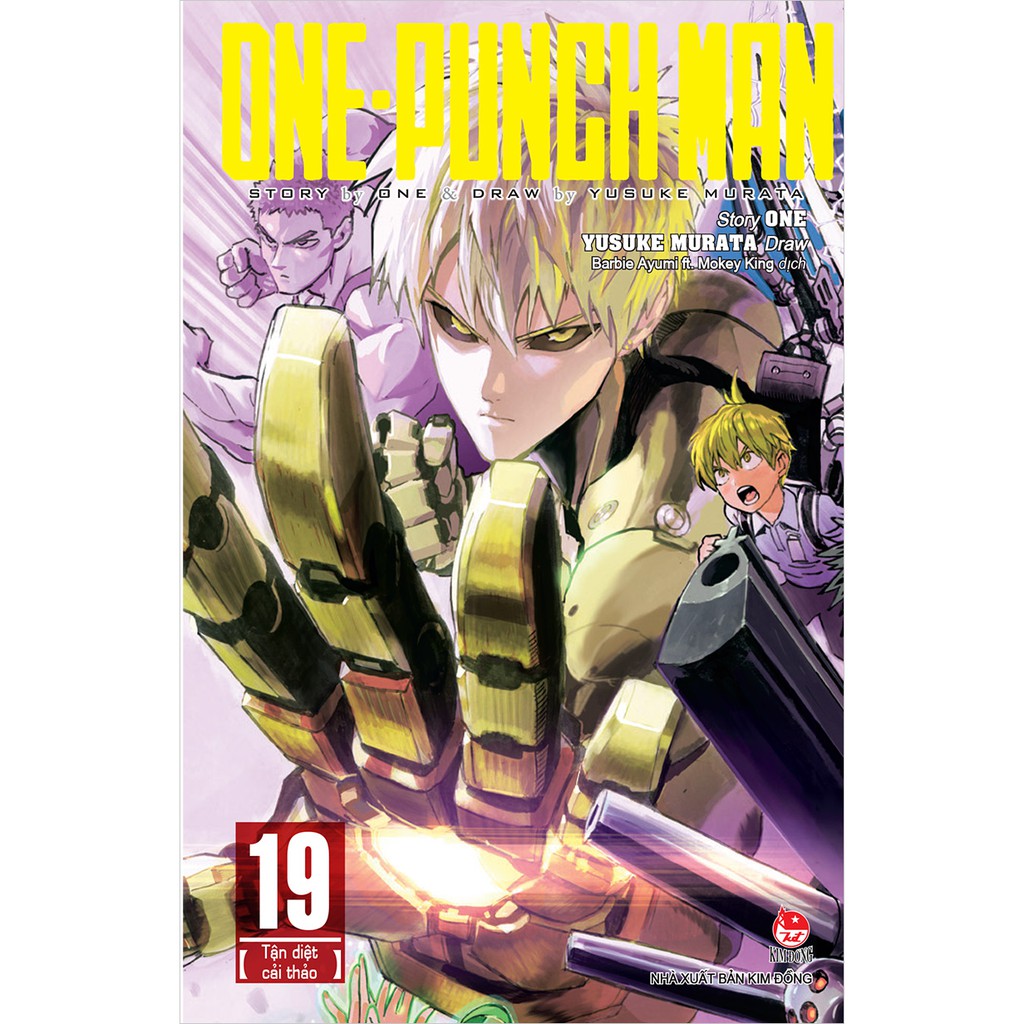 ONE-PUNCH MAN
STORY by ONE & DRAW by YUSUKE MURATA
Story ONE
YUSUKE MURATA Draw
Barbie Ayumi ft. Mokey King dịch
19
Tận diệt
cải thảo
KIM ĐỒNG
NHÀ XUẤT BẢN KIM ĐỒNG